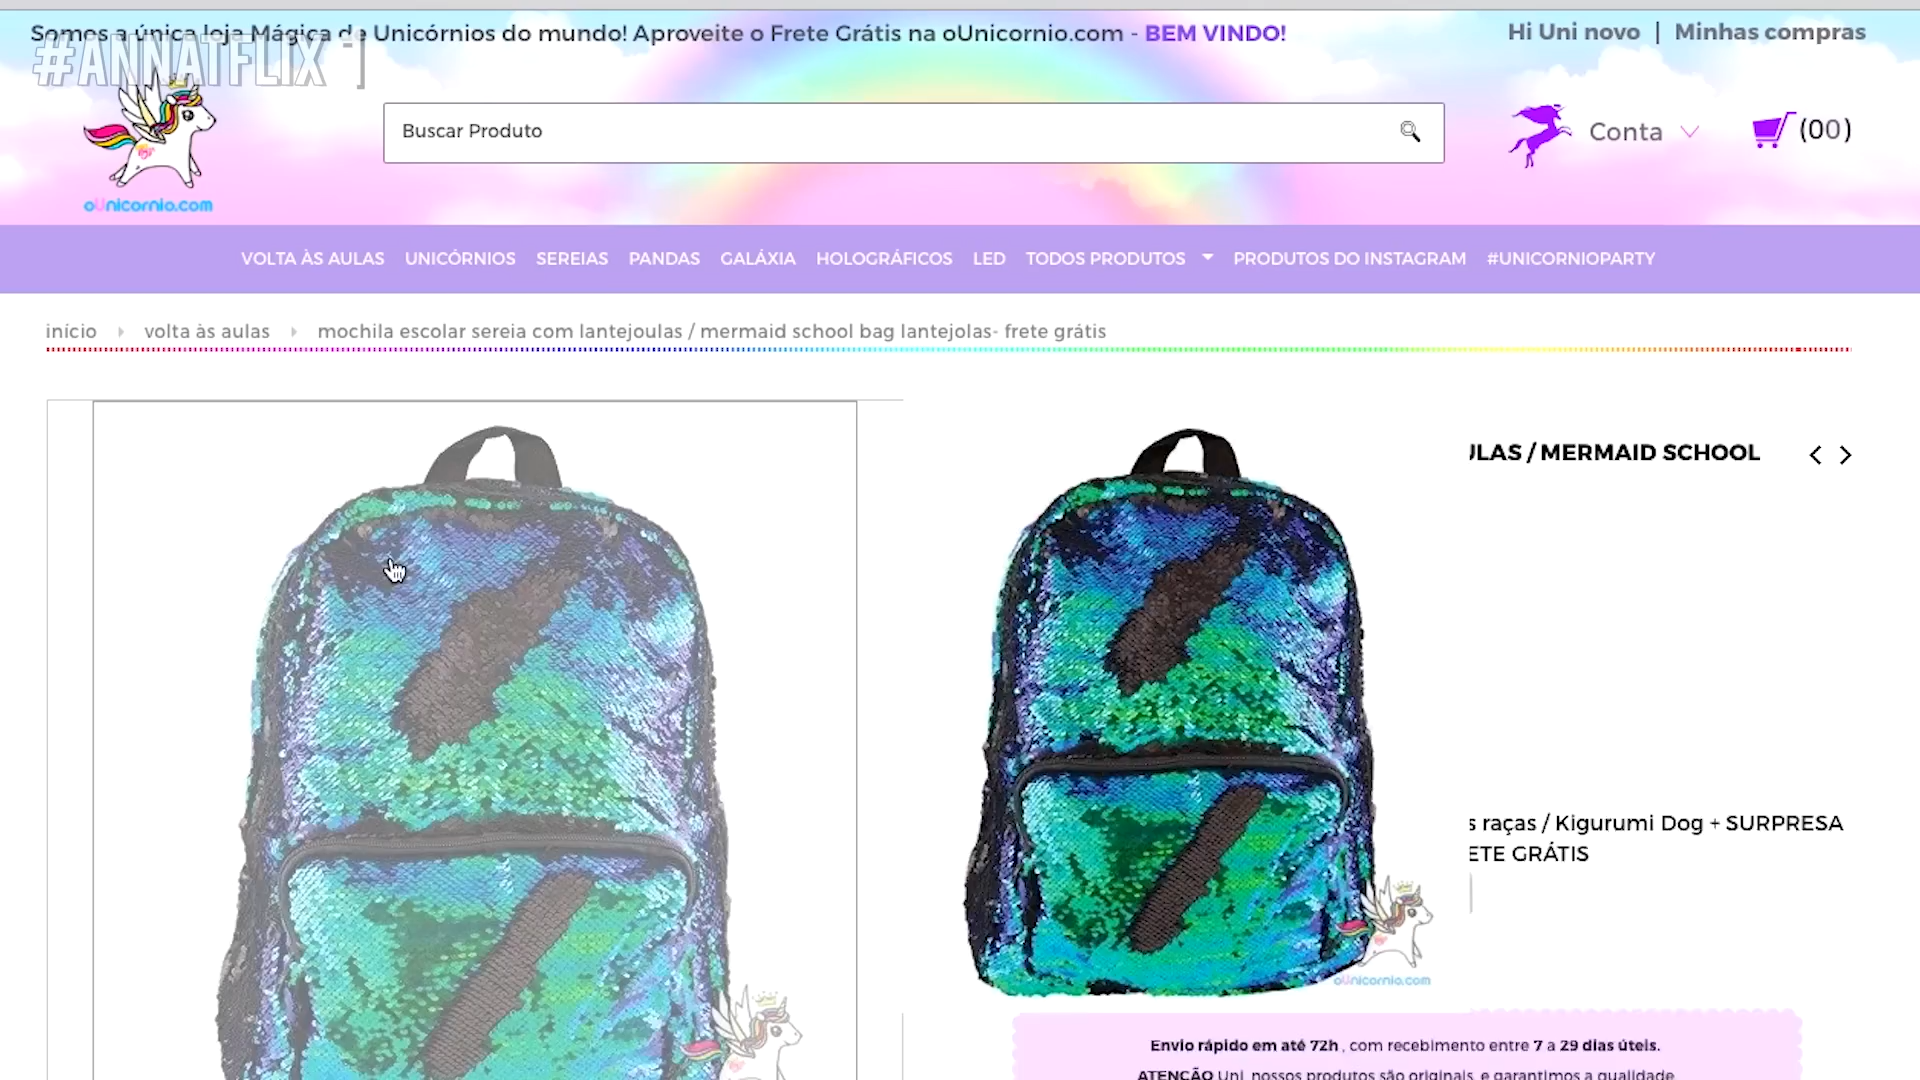 Somos a única loja Mágica de Unicórnios do mundo! Aproveite o Frete Grátis na oUnicornio.com - BEM VINDO!
Hi Uni novo | Minhas compras
#ANNATFLIX
oUnicornio.com
Buscar Produto
Conta
(00)
VOLTA ÀS AULAS UNICÓRNIOS SEREIAS PANDAS GALÁXIA HOLOGRÁFICOS LED TODOS PRODUTOS PRODUTOS DO INSTAGRAM #UNICORNIOPARTY
início volta às aulas mochila escolar sereia com lantejoulas / mermaid school bag lantejolas- frete grátis
ULAS / MERMAID SCHOOL
s raças / Kigurumi Dog + SURPRESA
ETE GRÁTIS
oUnicornio.com
Envio rápido em até 72h , com recebimento entre 7 a 29 dias úteis.
ATENÇÃO Uni, nossos produtos são originais, e garantimos a qualidade